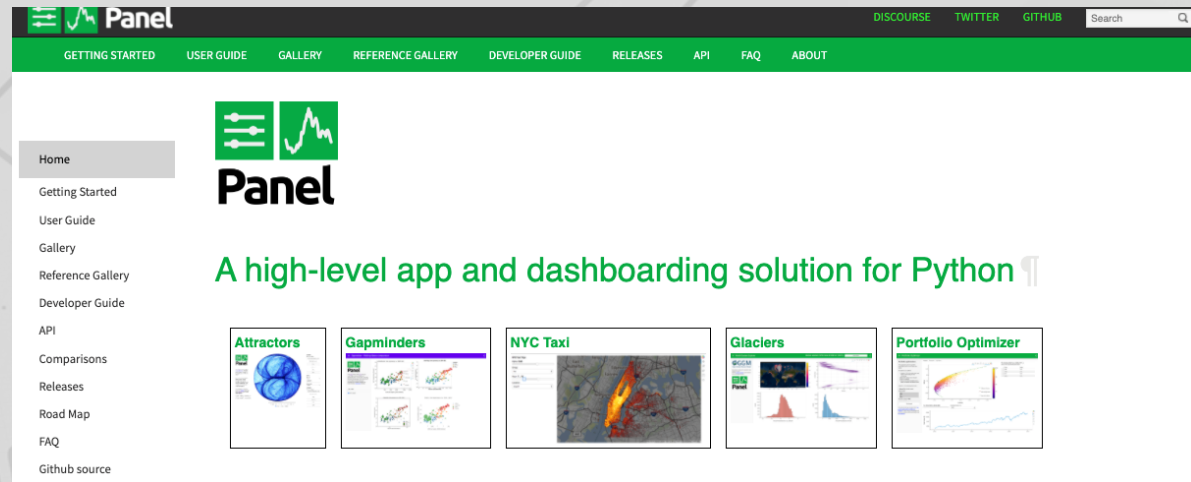 Panel
DISCOURSE TWITTER GITHUB Search
GETTING STARTED USER GUIDE GALLERY REFERENCE GALLERY DEVELOPER GUIDE RELEASES API FAQ ABOUT
Panel
Home
Getting Started
User Guide
Gallery
Reference Gallery
Developer Guide
API
Comparisons
Releases
Road Map
FAQ
Github source
A high-level app and dashboarding solution for Python ¶
Attractors Gapminders NYC Taxi Glaciers Portfolio Optimizer